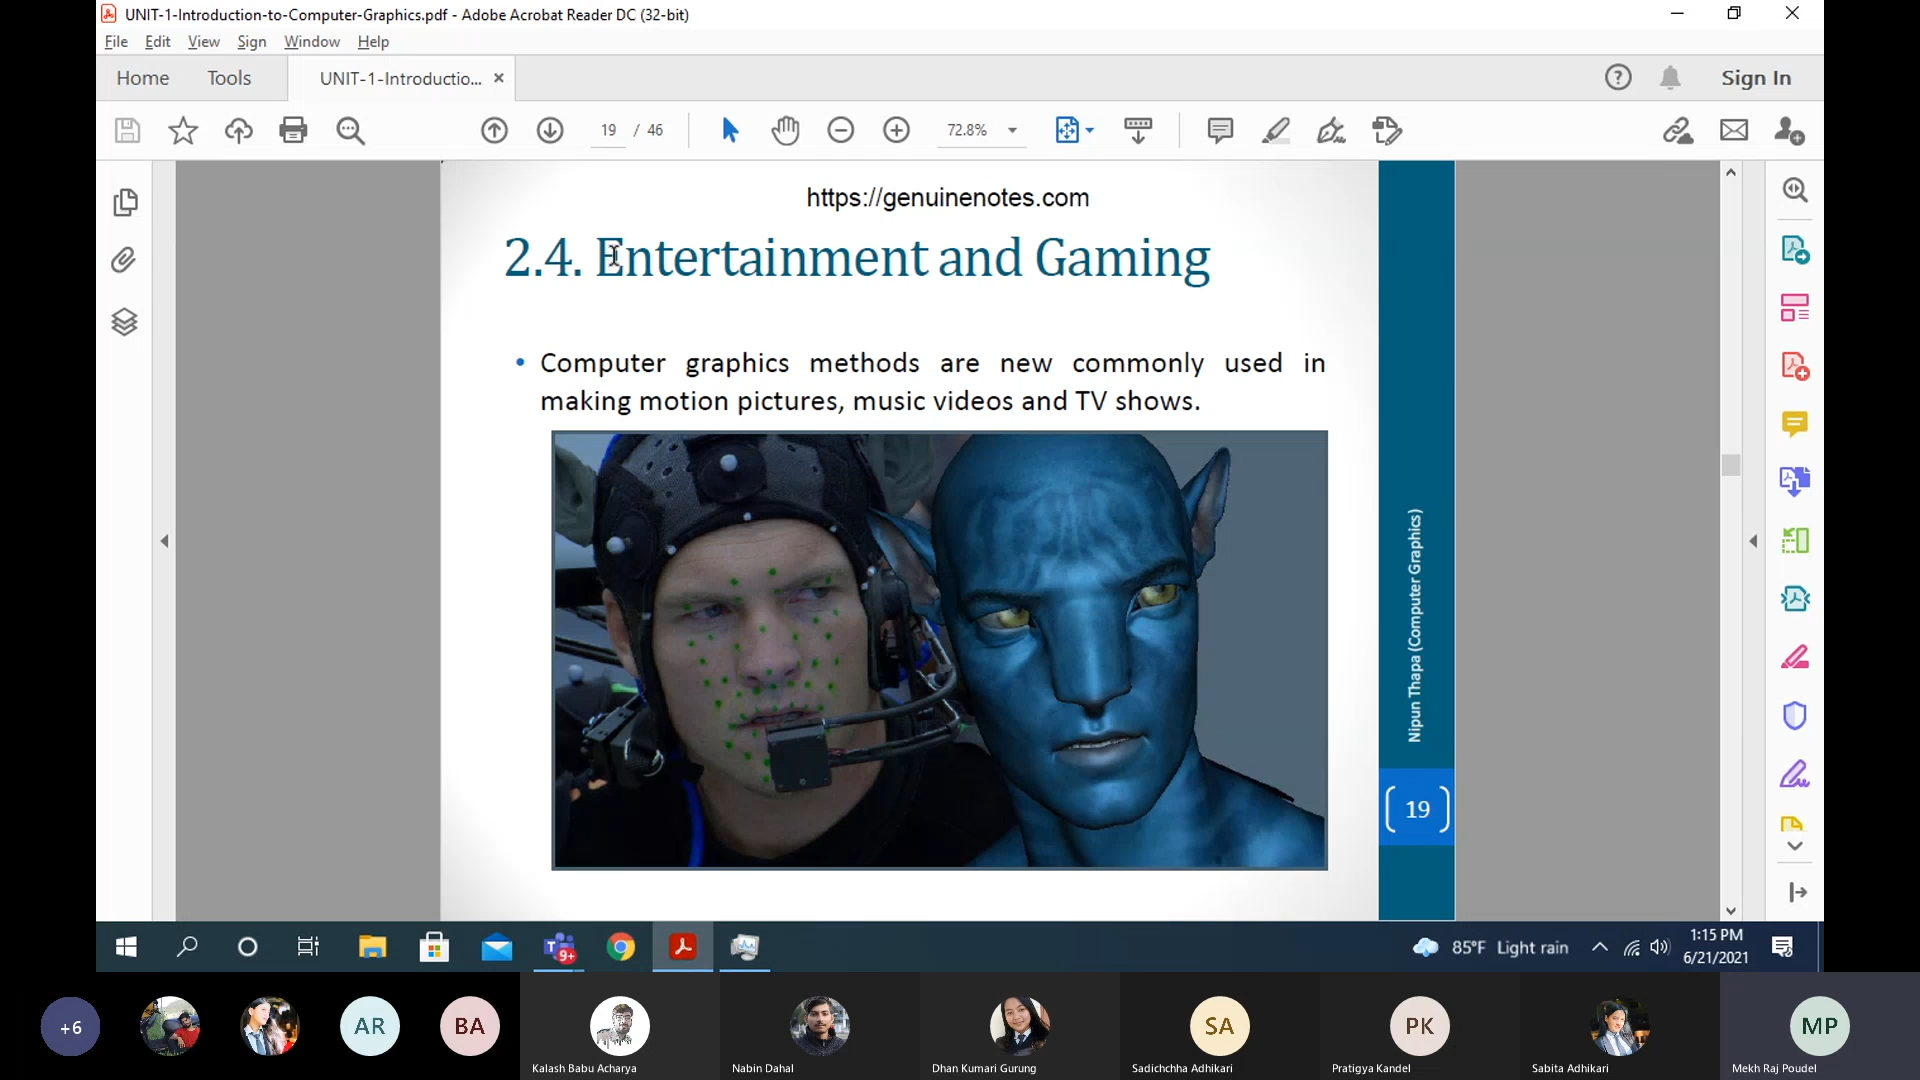 UNIT-1-Introduction-to-Computer-Graphics.pdf - Adobe Acrobat Reader DC (32-bit)
File Edit View Sign Window Help
Home Tools UNIT-1-Introductio... × Sign In
19 / 46 72.8%
https://genuinenotes.com
2.4. Entertainment and Gaming
• Computer graphics methods are new commonly used in
making motion pictures, music videos and TV shows.
Nipun Thapa (Computer Graphics)
19
9+
85°F Light rain
1:15 PM
6/21/2021
+6
AR
BA
SA
PK
MP
Kalash Babu Acharya
Nabin Dahal
Dhan Kumari Gurung
Sadichchha Adhikari
Pratigya Kandel
Sabita Adhikari
Mekh Raj Poudel